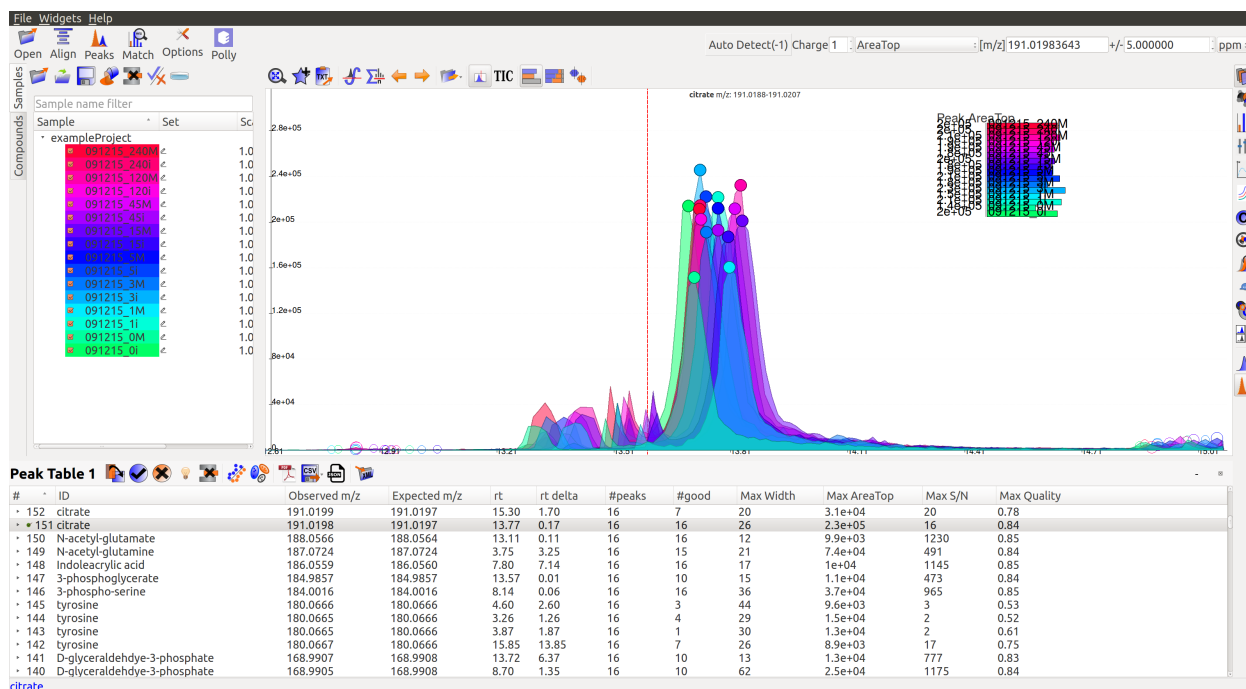 File Widgets Help
Open Align Peaks Match Options Polly
Auto Detect(-1) Charge 1 AreaTop [m/z] 191.01983643 +/- 5.000000 ppm
TIC
Samples
Compounds
Sample name filter
Sample Set
exampleProject
091215_240M 1.0
091215_240i 1.0
091215_120M 1.0
091215_120i 1.0
091215_45M 1.0
091215_45i 1.0
091215_15M 1.0
091215_15i 1.0
091215_5M 1.0
091215_5i 1.0
091215_3M 1.0
091215_3i 1.0
091215_1M 1.0
091215_1i 1.0
091215_0M 1.0
091215_0i 1.0
citrate m/z: 191.0188-191.0207
Peak AreaTop
2e+05 091215_0i
2.8e+05
2.4e+05
2e+05
1.6e+05
1.2e+05
8e+04
4e+04
13.21 14.11 14.41 14.71
Peak Table 1
# ID Observed m/z Expected m/z rt rt delta #peaks #good Max Width Max AreaTop Max S/N Max Quality
152 citrate 191.0199 191.0197 15.30 1.70 16 7 20 3.1e+04 20 0.78
151 citrate 191.0198 191.0197 13.77 0.17 16 16 26 2.3e+05 16 0.84
150 N-acetyl-glutamate 188.0566 188.0564 13.11 0.11 16 16 12 9.9e+03 1230 0.85
149 N-acetyl-glutamine 187.0724 187.0724 3.75 3.25 16 15 21 7.4e+04 491 0.84
148 Indoleacrylic acid 186.0559 186.0560 7.80 7.14 16 16 17 1e+04 1145 0.85
147 3-phosphoglycerate 184.9857 184.9857 13.57 0.01 16 10 15 1.1e+04 473 0.84
146 3-phospho-serine 184.0016 184.0016 8.14 0.06 16 16 36 3.7e+04 965 0.85
145 tyrosine 180.0666 180.0666 4.60 2.60 16 3 44 9.6e+03 3 0.53
144 tyrosine 180.0665 180.0666 3.26 1.26 16 4 29 1.5e+04 2 0.52
143 tyrosine 180.0665 180.0666 3.87 1.87 16 1 30 1.3e+04 2 0.61
142 tyrosine 180.0667 180.0666 15.85 13.85 16 7 26 8.9e+03 17 0.75
141 D-glyceraldehdye-3-phosphate 168.9907 168.9908 13.72 6.37 16 10 13 1.3e+04 777 0.83
140 D-glyceraldehdye-3-phosphate 168.9905 168.9908 8.70 1.35 16 10 62 2.5e+04 1175 0.84
citrate